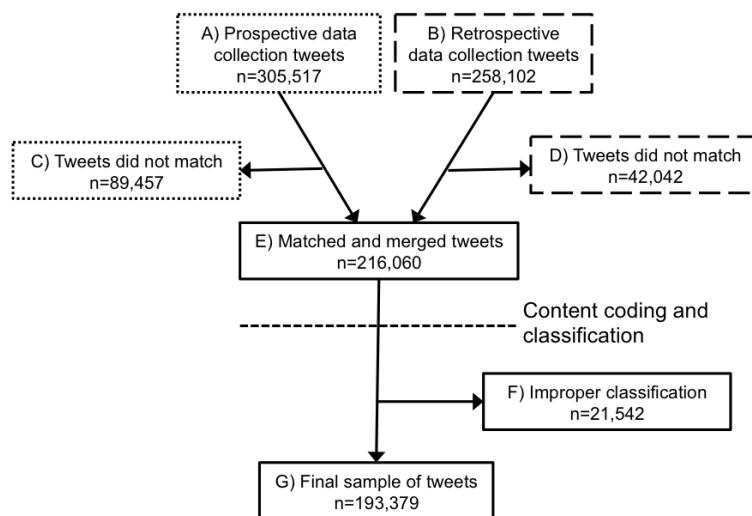 A) Prospective data
collection tweets
n=305,517
B) Retrospective
data collection tweets
n=258,102
C) Tweets did not match
n=89,457
D) Tweets did not match
n=42,042
E) Matched and merged tweets
n=216,060
Content coding and
classification
F) Improper classification
n=21,542
G) Final sample of tweets
n=193,379